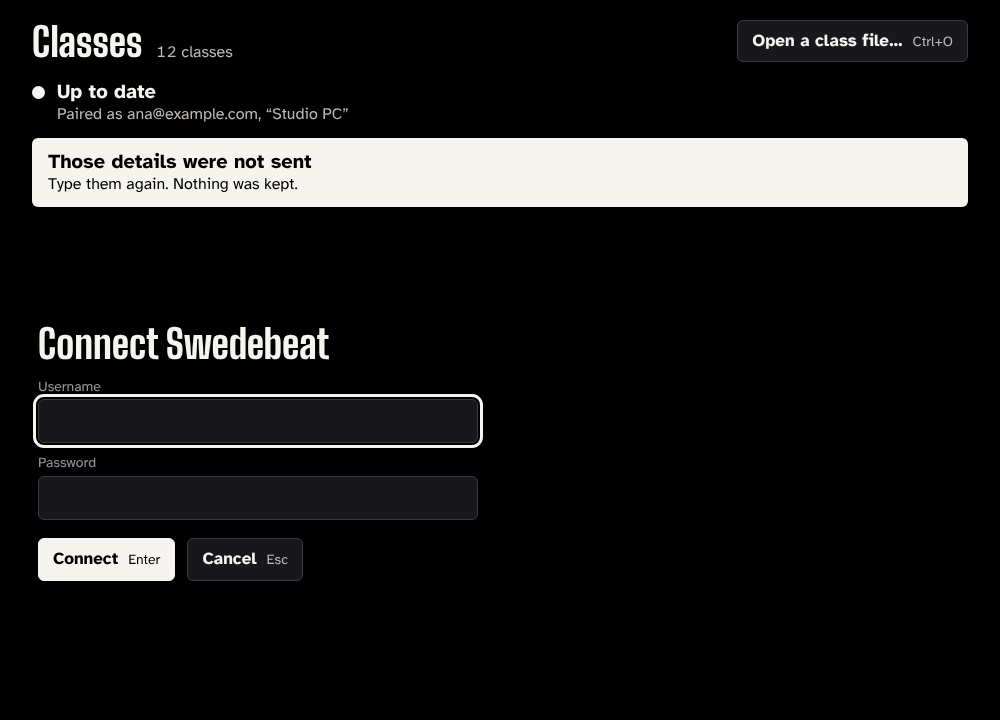 Classes
12 classes
Open a class file... Ctrl+O
Up to date
Paired as ana@example.com, “Studio PC”
Those details were not sent
Type them again. Nothing was kept.
Connect Swedebeat
Username
Password
Connect Enter
Cancel Esc